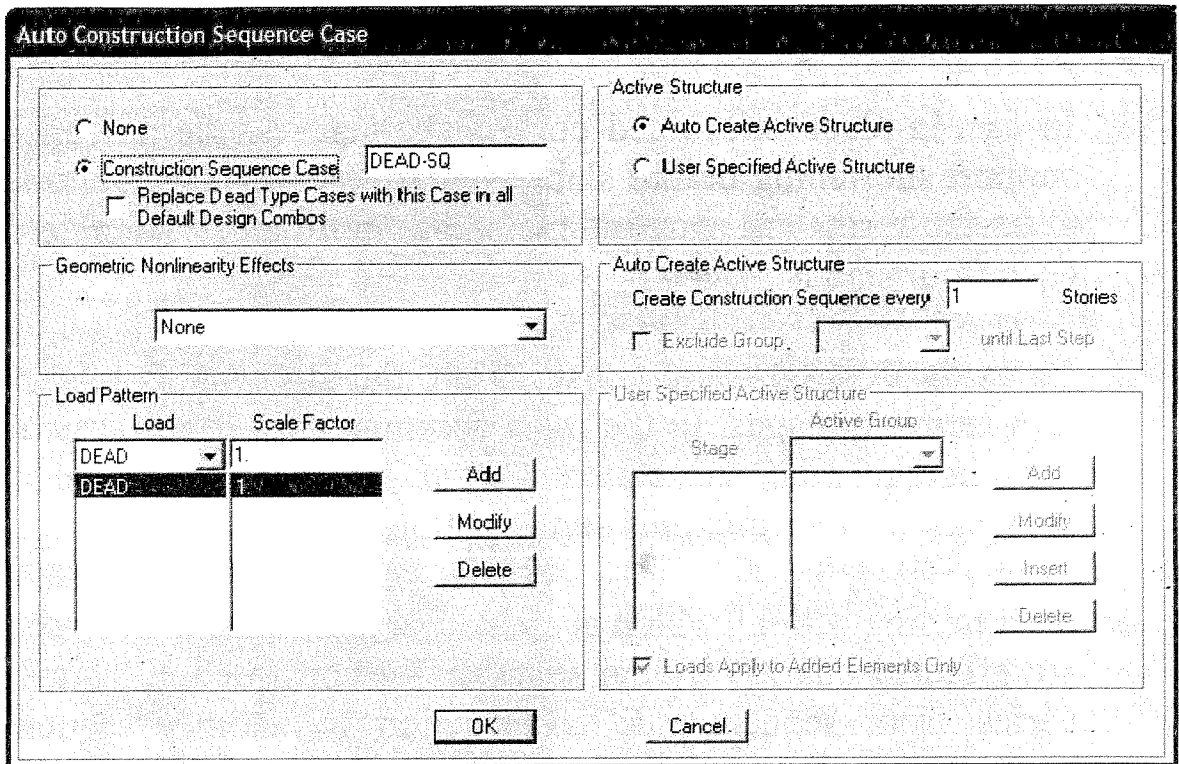 Auto Construction Sequence Case
None
Construction Sequence Case
DEAD-SQ
Replace Dead Type Cases with this Case in all
Default Design Combos
Active Structure
Auto Create Active Structure
User Specified Active Structure
Geometric Nonlinearity Effects
None
Auto Create Active Structure
Create Construction Sequence every 1 Stories
Exclude Group until Last Step
Load Pattern
Load Scale Factor
DEAD 1.
DEAD 1.
Add
Modify
Delete
User Specified Active Structure
Stage Active Group
Add
Modify
Insert
Delete
Loads Apply to Added Elements Only
OK Cancel